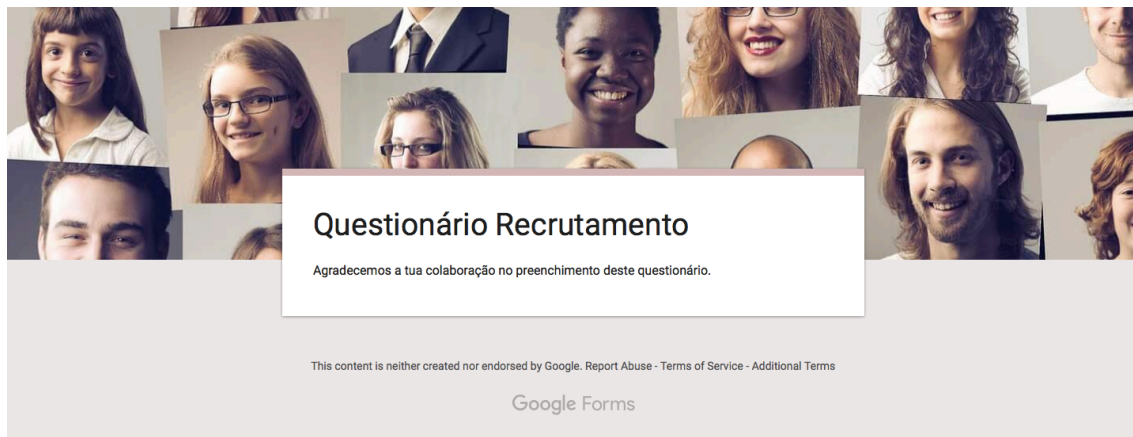 Questionário Recrutamento
Agradecemos a tua colaboração no preenchimento deste questionário.
This content is neither created nor endorsed by Google. Report Abuse - Terms of Service - Additional Terms
Google Forms